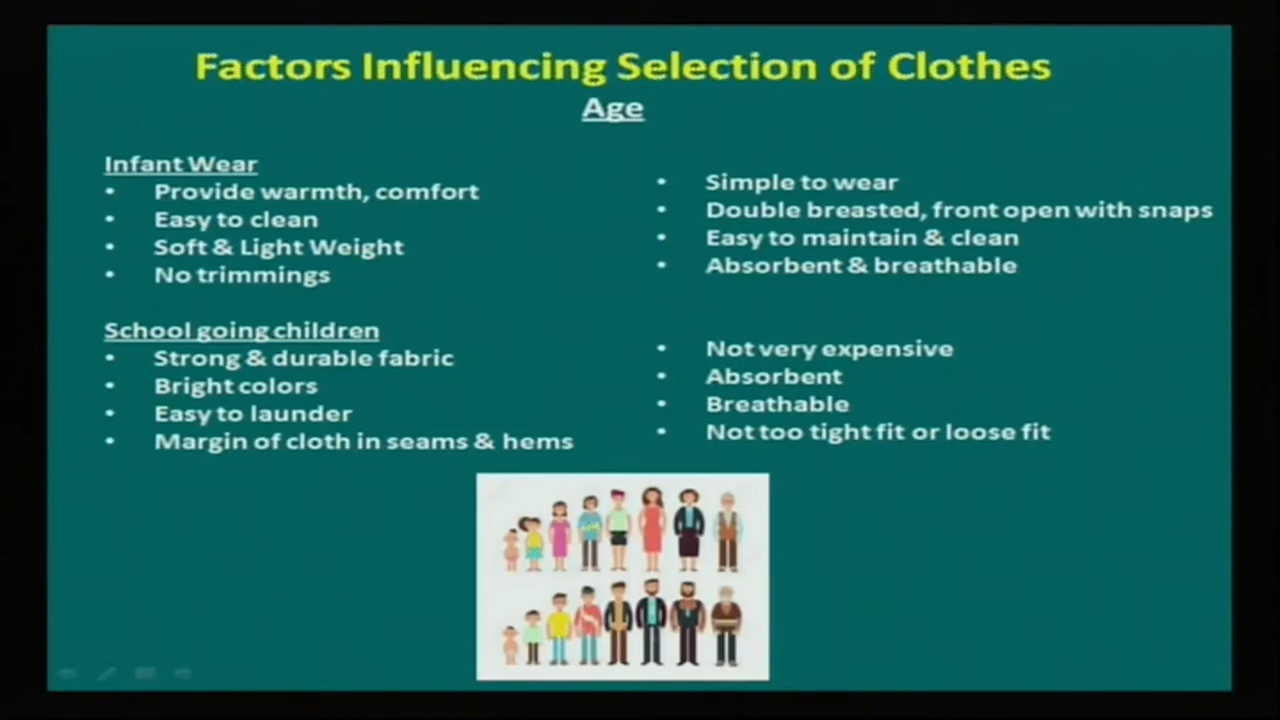 Factors Influencing Selection of Clothes
Age
Infant Wear
• Provide warmth, comfort
• Easy to clean
• Soft & Light Weight
• No trimmings
• Simple to wear
• Double breasted, front open with snaps
• Easy to maintain & clean
• Absorbent & breathable
School going children
• Strong & durable fabric
• Bright colors
• Easy to launder
• Margin of cloth in seams & hems
• Not very expensive
• Absorbent
• Breathable
• Not too tight fit or loose fit